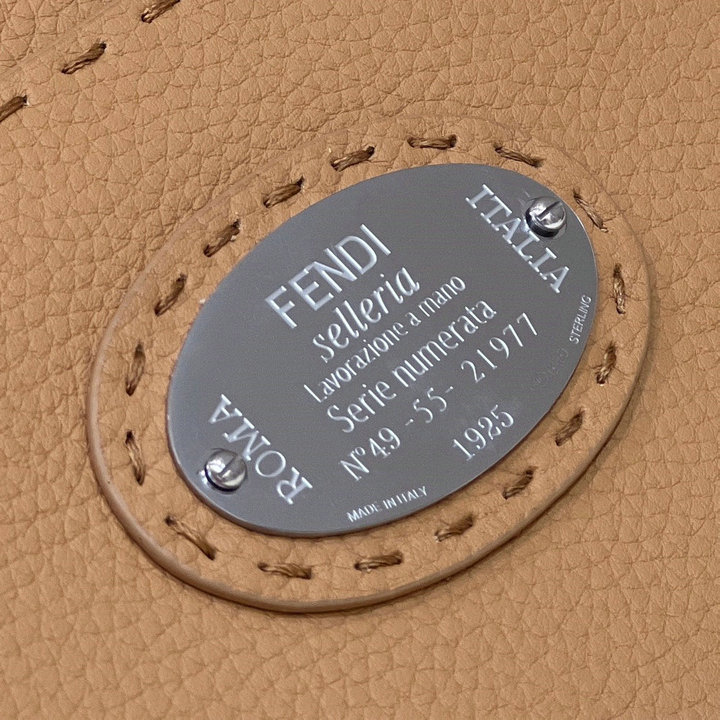 FENDI
Selleria
Lavorazione a mano
Serie numerata
N°49 -55- 21977
1925
ROMA
ITALIA
MADE IN ITALY
STERLING